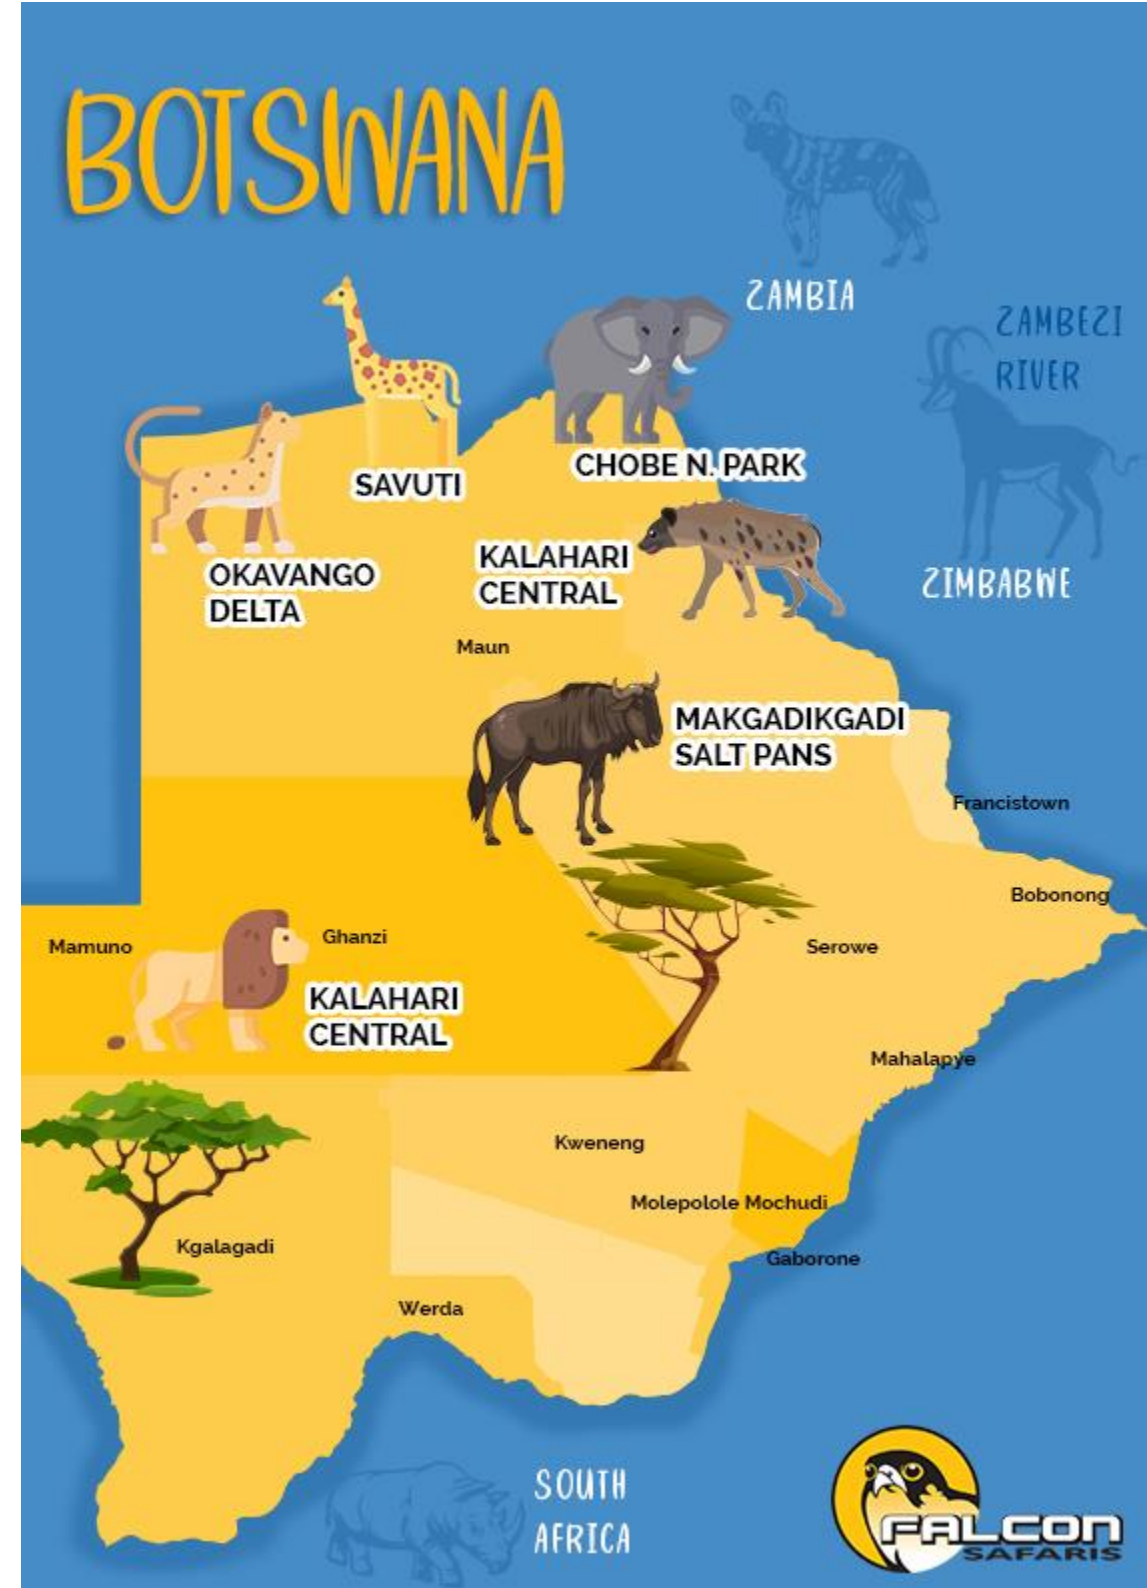 BOTSWANA
ZAMBIA
ZAMBEZI
RIVER
SAVUTI
CHOBE N. PARK
OKAVANGO
DELTA
KALAHARI
CENTRAL
ZIMBABWE
Maun
MAKGADIKGADI
SALT PANS
Francistown
Bobonong
Mamuno
Ghanzi
Serowe
KALAHARI
CENTRAL
Mahalapye
Kweneng
Molepolole Mochudi
Kgalagadi
Gaborone
Werda
SOUTH
AFRICA
FALCON
SAFARIS